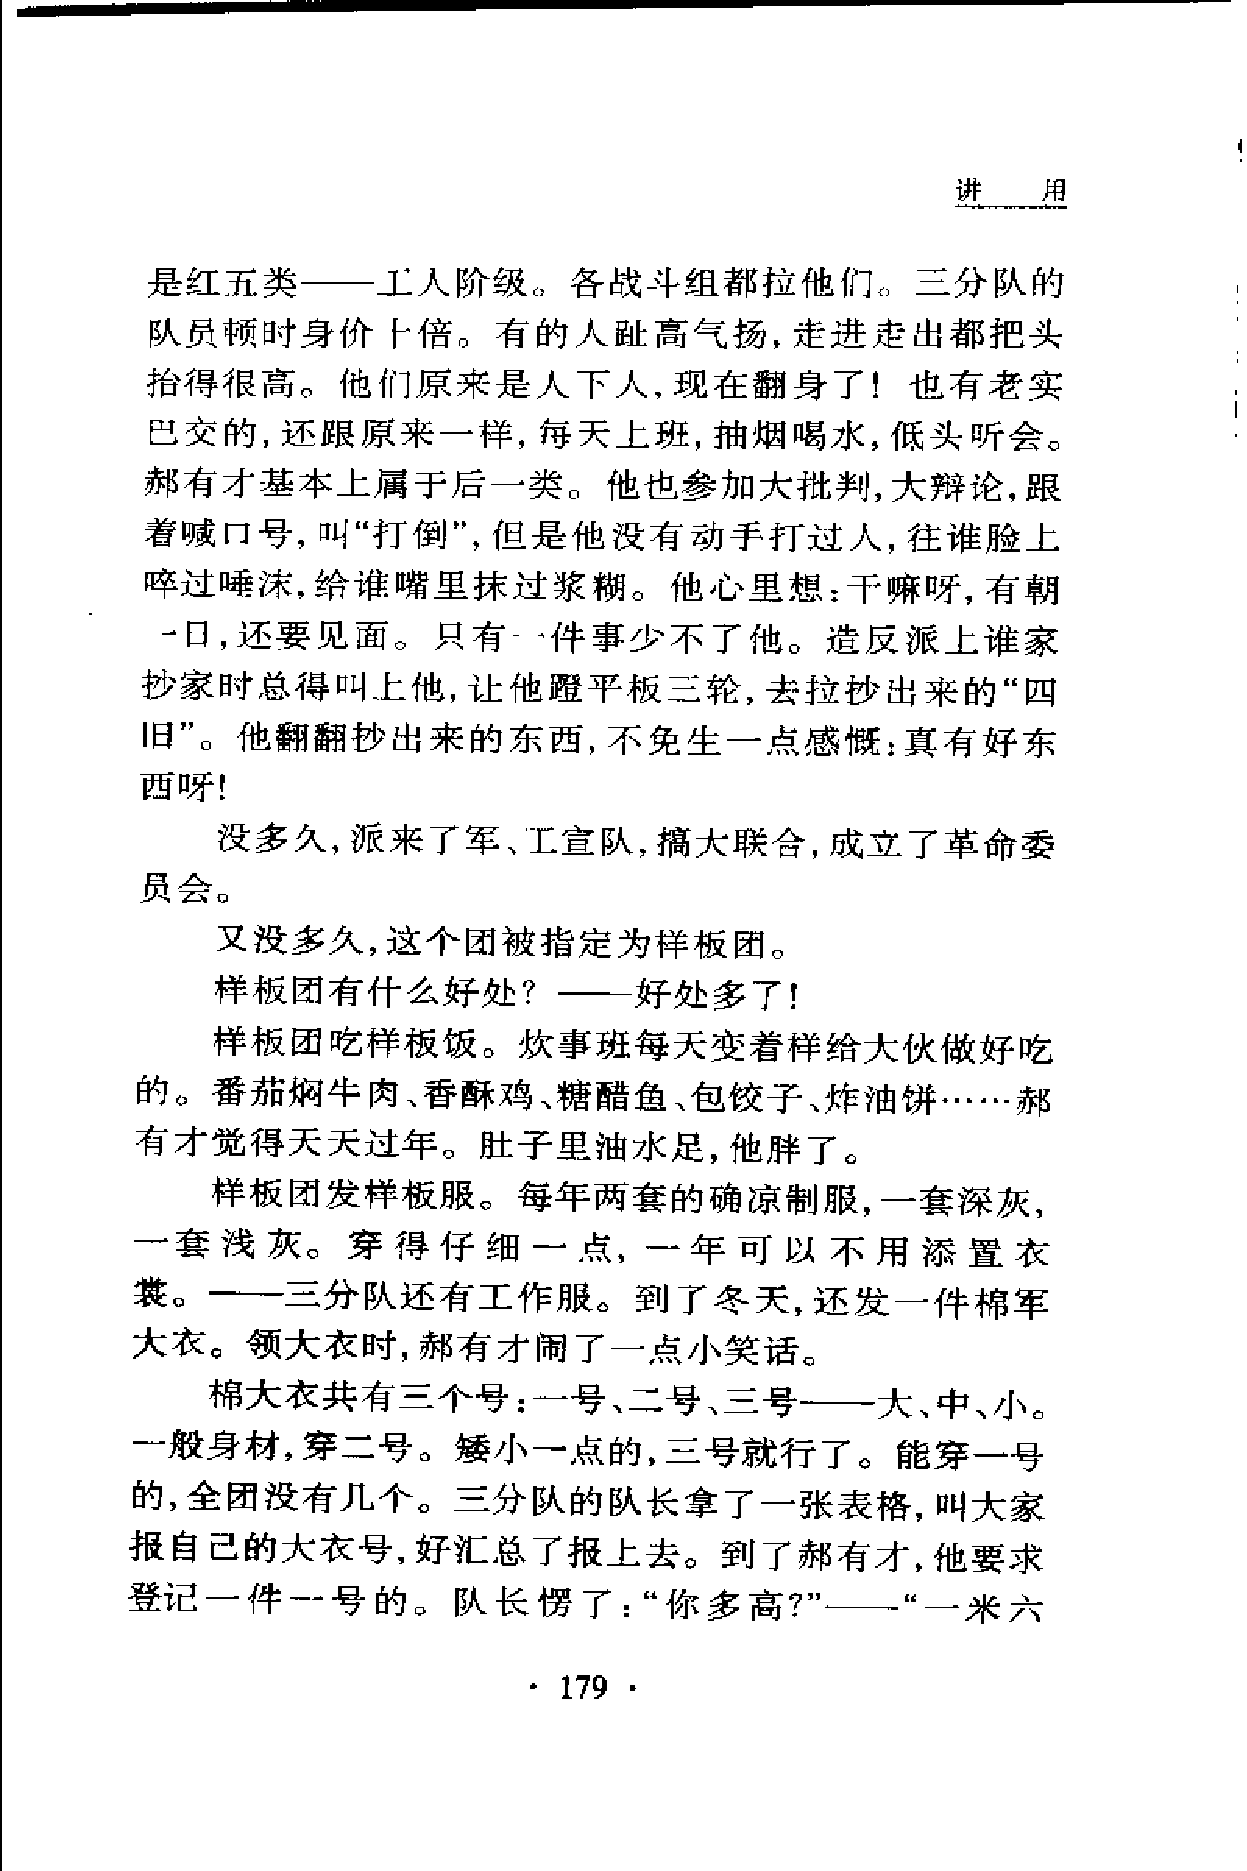 讲 用
是红五类——工人阶级。各战斗组都拉他们。三分队的
队员顿时身价十倍。有的人趾高气扬,走进走出都把头
抬得很高。他们原来是人下人,现在翻身了!也有老实
巴交的,还跟原来一样,每天上班,抽烟喝水,低头听会。
郝有才基本上属于后一类。他也参加大批判,大辩论,跟
着喊口号,叫“打倒”,但是他没有动手打过人,往谁脸上
啐过唾沫,给谁嘴里抹过浆糊。他心里想:干嘛呀,有朝
一日,还要见面。只有一件事少不了他。造反派上谁家
抄家时总得叫上他,让他蹬平板三轮,去拉抄出来的“四
旧”。他翻翻抄出来的东西,不免生一点感慨:真有好东
西呀!
没多久,派来了军、工宣队,搞大联合,成立了革命委
员会。
又没多久,这个团被指定为样板团。
样板团有什么好处?——好处多了!
样板团吃样板饭。炊事班每天变着样给大伙做好吃
的。番茄焖牛肉、香酥鸡、糖醋鱼、包饺子、炸油饼……郝
有才觉得天天过年。肚子里油水足,他胖了。
样板团发样板服。每年两套的确凉制服,一套深灰,
一套浅灰。穿得仔细一点,一年可以不用添置衣
裳。——三分队还有工作服。到了冬天,还发一件棉军
大衣。领大衣时,郝有才闹了一点小笑话。
棉大衣共有三个号:一号、二号、三号——大、中、小。
一般身材,穿二号。矮小一点的,三号就行了。能穿一号
的,全团没有几个。三分队的队长拿了一张表格,叫大家
报自己的大衣号,好汇总了报上去。到了郝有才,他要求
登记一件一号的。队长愣了:“你多高?”——“一米六
· 179 ·